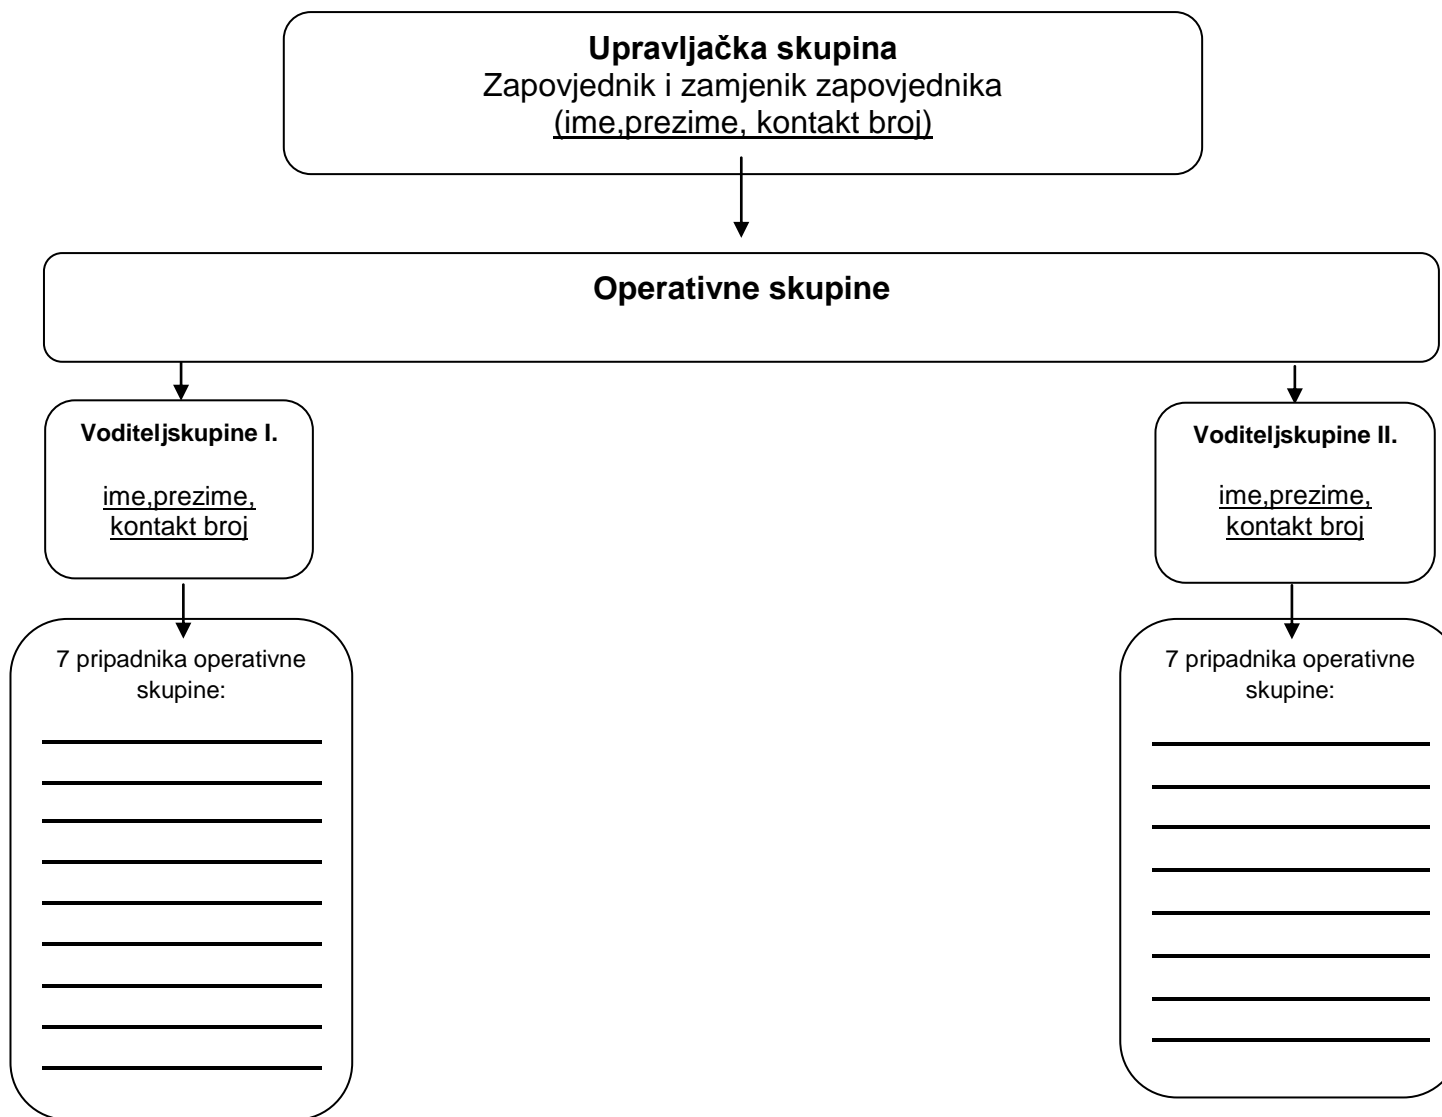 Upravljačka skupina
Zapovjednik i zamjenik zapovjednika
(ime,prezime, kontakt broj)
Operativne skupine
Voditeljskupine I.
ime,prezime,
kontakt broj
Voditeljskupine II.
ime,prezime,
kontakt broj
7 pripadnika operativne
skupine:
7 pripadnika operativne
skupine: